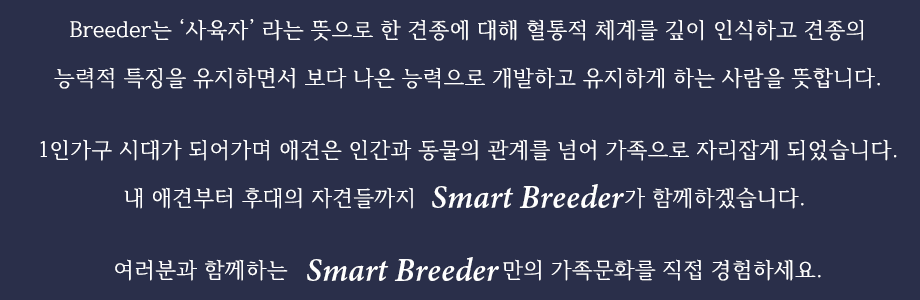 Breeder는 ‘사육자’ 라는 뜻으로 한 견종에 대해 혈통적 체계를 깊이 인식하고 견종의
능력적 특징을 유지하면서 보다 나은 능력으로 개발하고 유지하게 하는 사람을 뜻합니다.
1인가구 시대가 되어가며 애견은 인간과 동물의 관계를 넘어 가족으로 자리잡게 되었습니다.
내 애견부터 후대의 자견들까지 Smart Breeder가 함께하겠습니다.
여러분과 함께하는 Smart Breeder만의 가족문화를 직접 경험하세요.